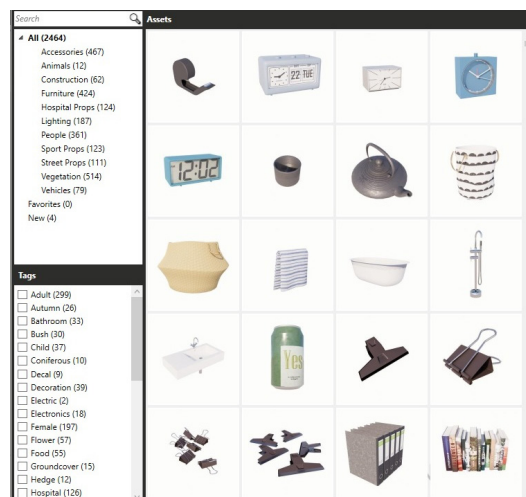 Search
Assets
All (2464)
Accessories (467)
Animals (12)
Construction (62)
Furniture (424)
Hospital Props (124)
Lighting (187)
People (361)
Sport Props (123)
Street Props (111)
Vegetation (514)
Vehicles (79)
Favorites (0)
New (4)
Tags
Adult (299)
Autumn (26)
Bathroom (33)
Bush (30)
Child (37)
Coniferous (10)
Decal (9)
Decoration (39)
Electric (2)
Electronics (18)
Female (197)
Flower (57)
Food (55)
Groundcover (15)
Hedge (12)
Hospital (126)
22 TUE
12:02
Yes